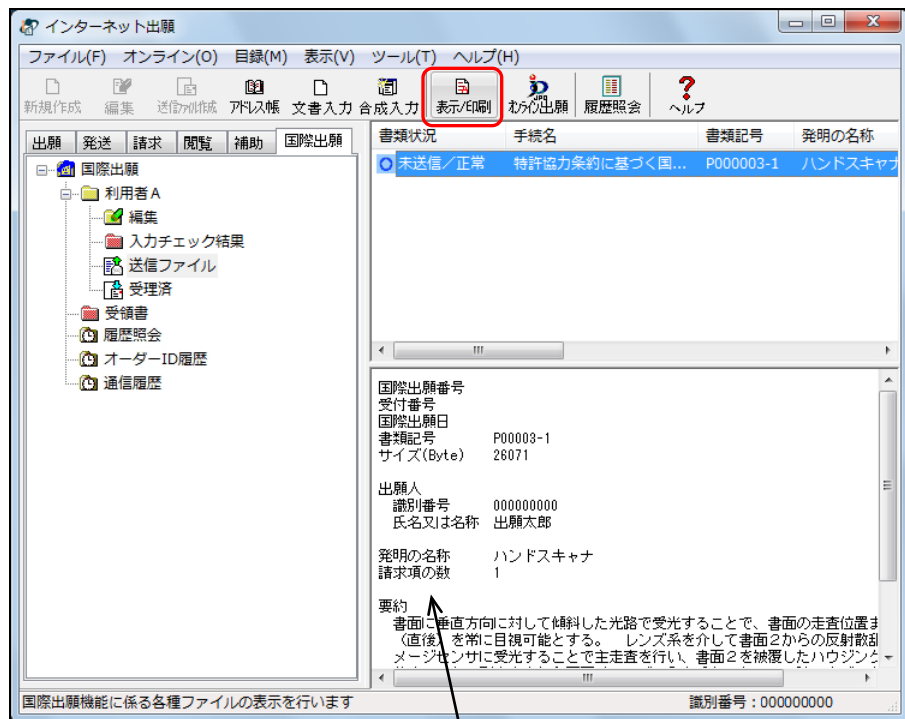 インターネット出願
ファイル(F) オンライン(O) 目録(M) 表示(V) ツール(T) ヘルプ(H)
新規作成 編集 送信ファイル作成 アドレス帳 文書入力 合成入力 表示/印刷 オンライン出願 履歴照会 ヘルプ
出願 発送 請求 閲覧 補助 国際出願
国際出願
利用者A
編集
入力チェック結果
送信ファイル
受理済
受領書
履歴照会
オーダーID履歴
通信履歴
書類状況 手続名 書類記号 発明の名称
未送信/正常 特許協力条約に基づく国... P000003-1 ハンドスキャナ
国際出願番号
受付番号
国際出願日
書類記号 P00003-1
サイズ(Byte) 26071
出願人
識別番号 000000000
氏名又は名称 出願太郎
発明の名称 ハンドスキャナ
請求項の数 1
要約
書面に垂直方向に対して傾斜した光路で受光することで、書面の走査位置ま
(直後)を常に目視可能とする。 レンズ系を介して書面2からの反射散乱
メージセンサに受光することで主走査を行い、書面2を被覆したハウジング
国際出願機能に係る各種ファイルの表示を行います
識別番号:000000000